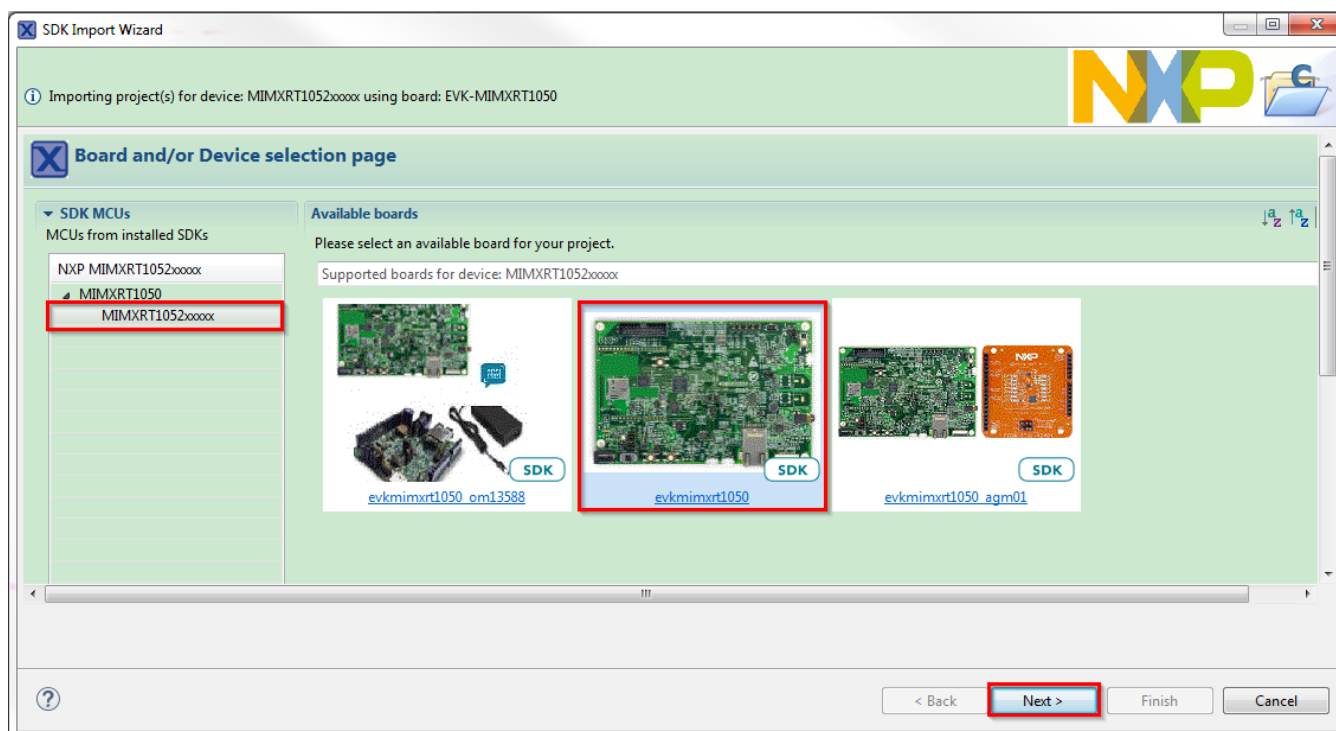 SDK Import Wizard
Importing project(s) for device: MIMXRT1052xxxxx using board: EVK-MIMXRT1050
NXP
C
Board and/or Device selection page
SDK MCUs
MCUs from installed SDKs
NXP MIMXRT1052xxxxx
MIMXRT1050
MIMXRT1052xxxxx
Available boards
Please select an available board for your project.
Supported boards for device: MIMXRT1052xxxxx
SDK
evkmimxrt1050_om13588
SDK
evkmimxrt1050
NXP
SDK
evkmimxrt1050_agm01
< Back
Next >
Finish
Cancel